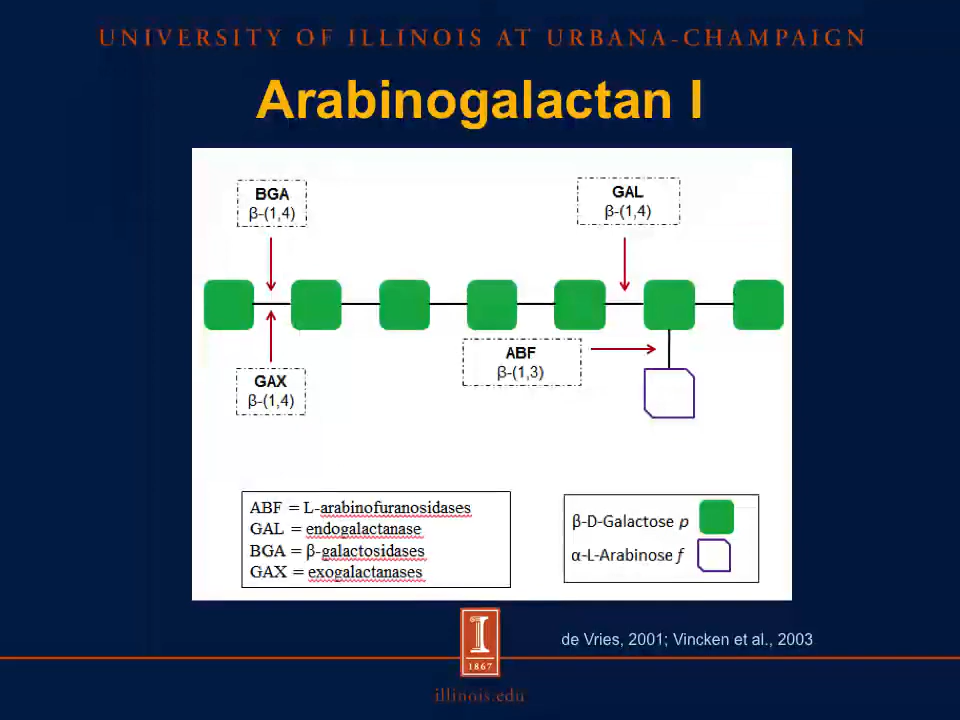 UNIVERSITY OF ILLINOIS AT URBANA-CHAMPAIGN
Arabinogalactan I
BGA
β-(1,4)
GAL
β-(1,4)
GAX
β-(1,4)
ABF
β-(1,3)
ABF = L-arabinofuranosidases
GAL = endogalactanase
BGA = β-galactosidases
GAX = exogalactanases
β-D-Galactose p
α-L-Arabinose f
de Vries, 2001; Vincken et al., 2003
I
1867
illinois.edu